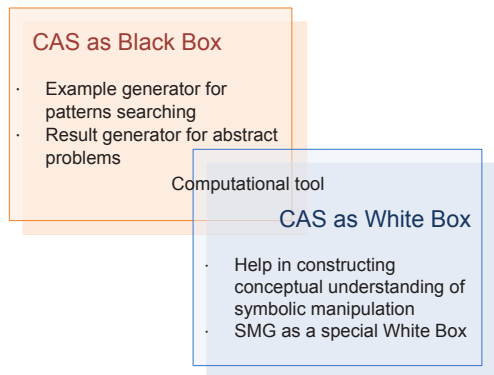 CAS as Black Box
· Example generator for
patterns searching
· Result generator for abstract
problems
Computational tool
CAS as White Box
· Help in constructing
conceptual understanding of
symbolic manipulation
· SMG as a special White Box